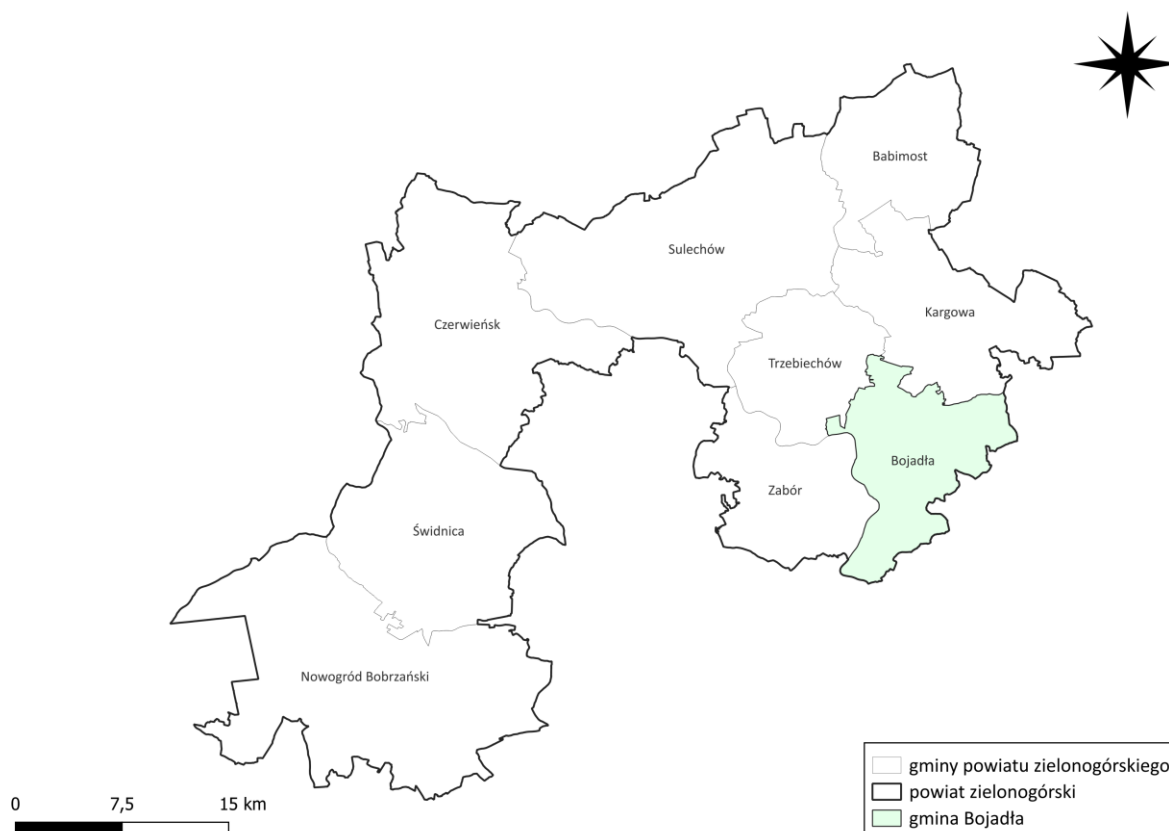 Babimost
Sulechów
Kargowa
Czerwieńsk
Trzebiechów
Bojadła
Zabór
Świdnica
Nowogród Bobrzański
gminy powiatu zielonogórskiego
powiat zielonogórski
gmina Bojadła
0 7,5 15 km